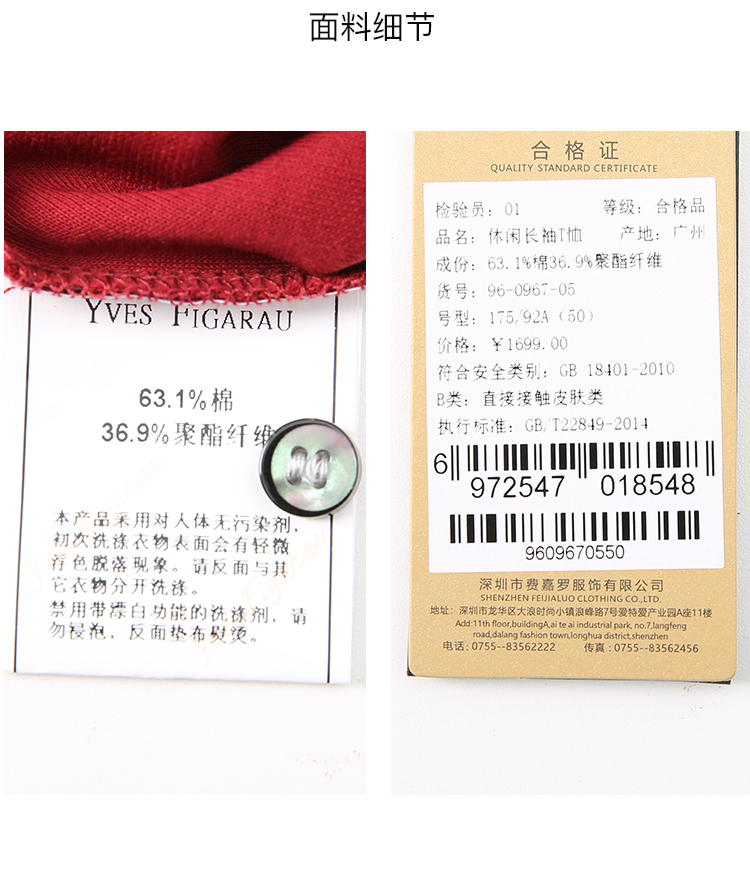 面料细节
YVES FIGARAU
63.1%棉
36.9%聚酯纤维
本产品采用对人体无污染剂,
初次洗涤衣物表面会有轻微
浮色脱落现象。请反面与其
它衣物分开洗涤。
禁用带漂白功能的洗涤剂, 请
勿浸泡, 反面垫布熨烫。
合格证
QUALITY STANDARD CERTIFICATE
检验员: 01 等级: 合格品
品名: 休闲长袖T恤 产地: 广州
成份: 63.1%棉36.9%聚酯纤维
货号: 96-0967-05
号型: 175/92A (50)
价格: ¥1699.00
符合安全类别: GB 18401-2010
B类: 直接接触皮肤类
执行标准: GB/T22849-2014
6 972547 018548
9609670550
深圳市费嘉罗服饰有限公司
SHENZHEN FEIJIALUO CLOTHING CO.,LTD.
地址: 深圳市龙华区大浪时尚小镇浪峰路7号爱特爱产业园A座11楼
Add:11th floor,buildingA,ai te ai industrial park, no.7,langfeng
road,dalang fashion town,longhua district,shenzhen
电话: 0755--83562222 传真: 0755--83562456